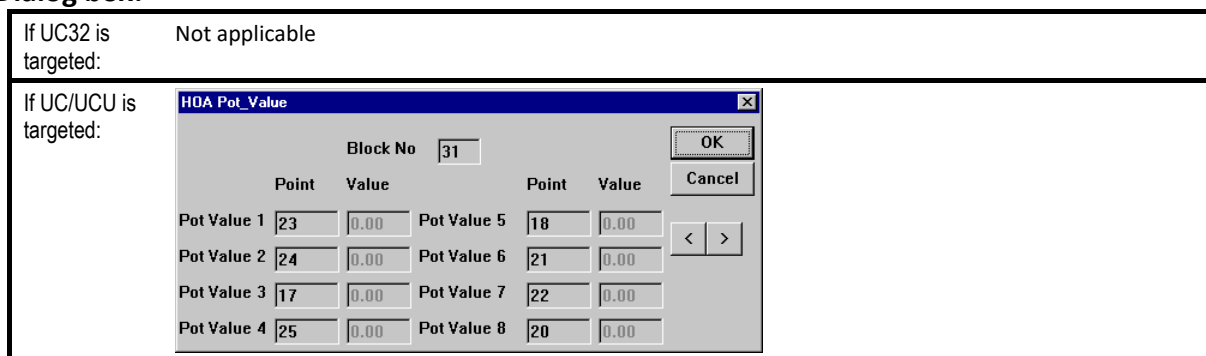 If UC32 is Not applicable
targeted:
If UC/UCU is
targeted:
HOA Pot_Value
Block No 31 OK
Point Value Point Value Cancel
Pot Value 1 23 0.00 Pot Value 5 18 0.00
< >
Pot Value 2 24 0.00 Pot Value 6 21 0.00
Pot Value 3 17 0.00 Pot Value 7 22 0.00
Pot Value 4 25 0.00 Pot Value 8 20 0.00